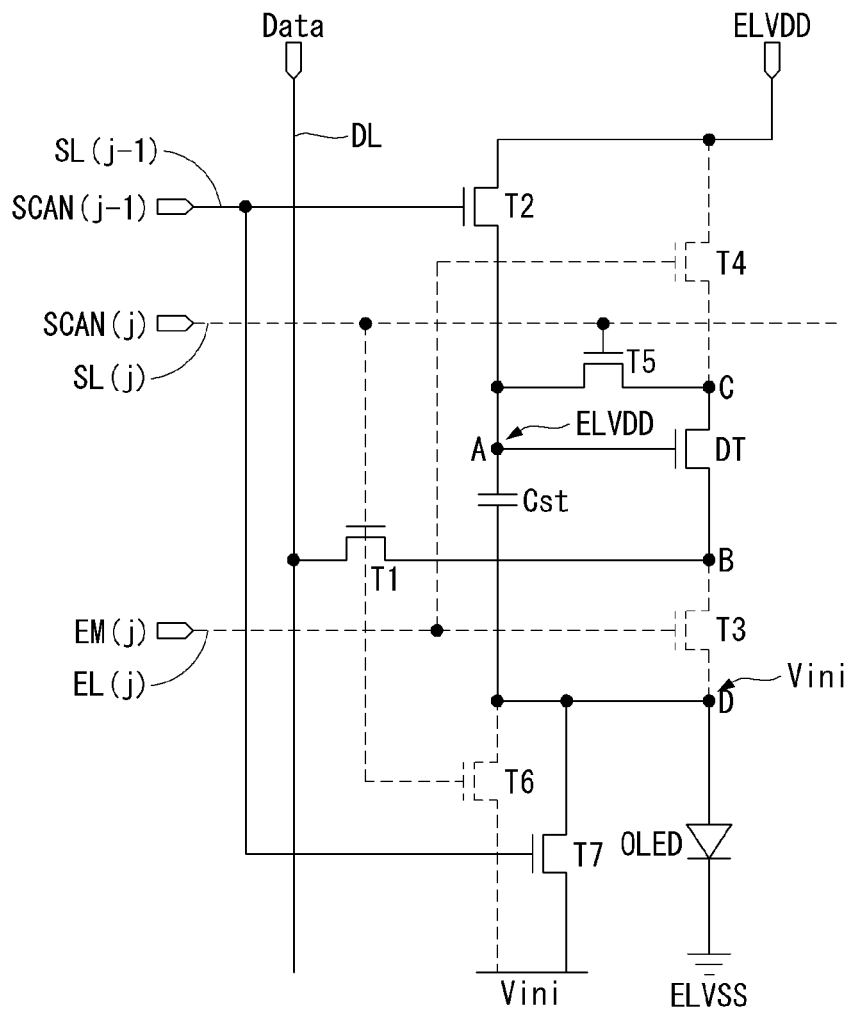 Data
ELVDD
DL
SL(j-1)
SCAN(j-1)
T2
T4
SCAN(j)
SL(j)
T5
C
ELVDD
A
DT
Cst
B
T1
EM(j)
T3
EL(j)
Vini
D
T6
OLED
T7
Vini
ELVSS